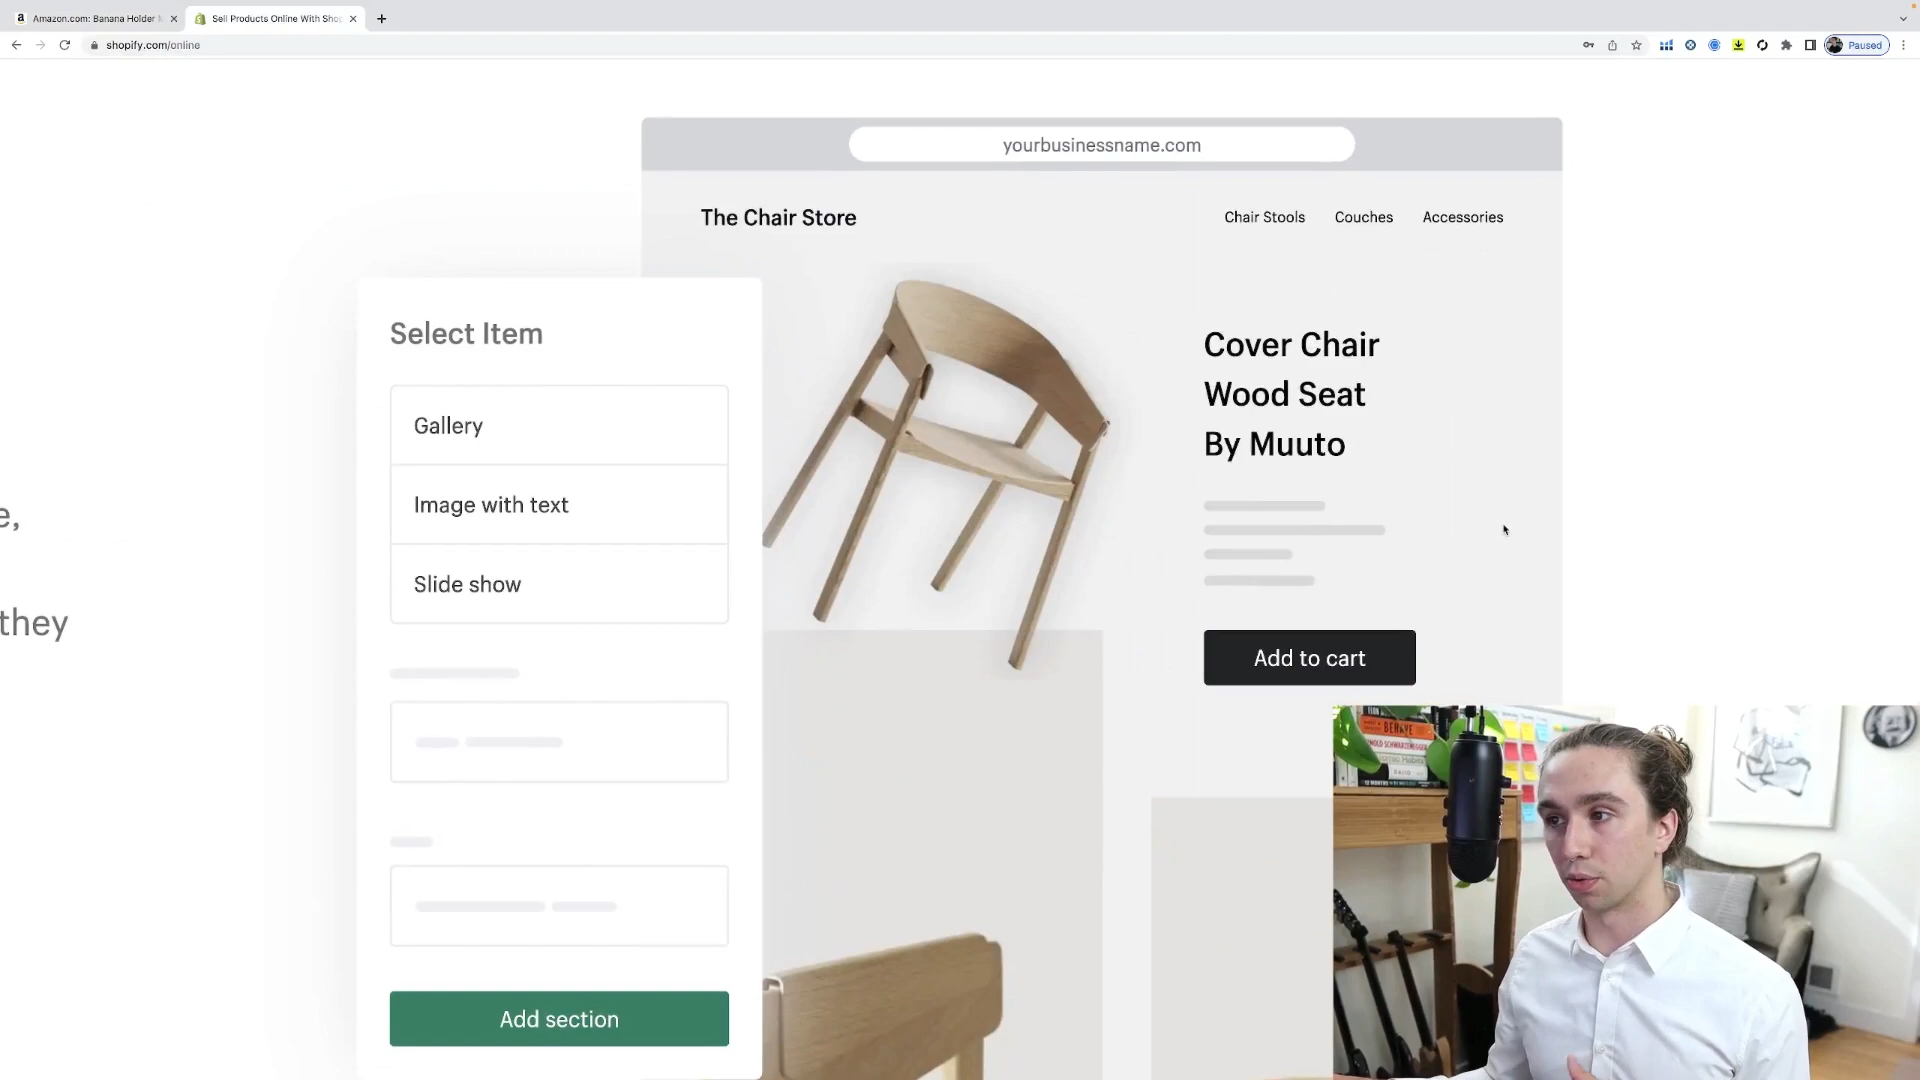 Amazon.com: Banana Holder
Sell Products Online With Shop
shopify.com/online
Paused
yourbusinessname.com
The Chair Store
Chair Stools
Couches
Accessories
Select Item
Gallery
Image with text
Slide show
Add section
e,
they
Cover Chair
Wood Seat
By Muuto
Add to cart
BEHAVE